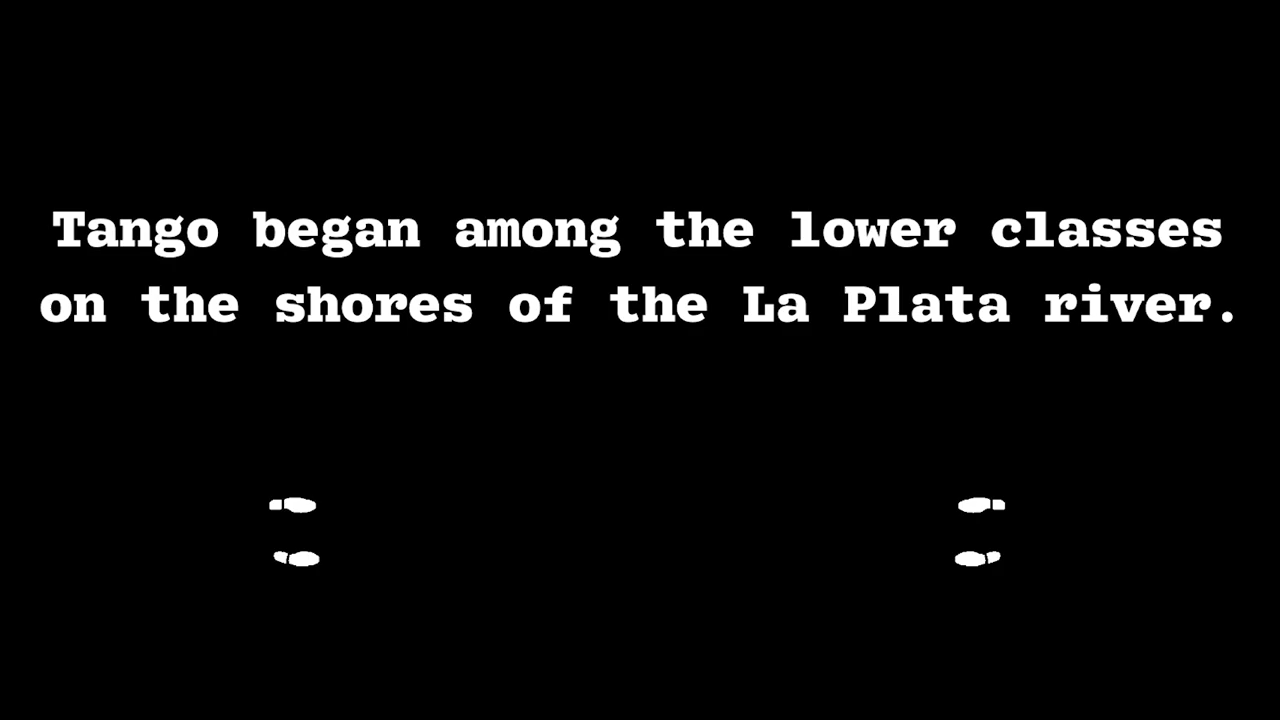 Tango began among the lower classes
on the shores of the La Plata river.